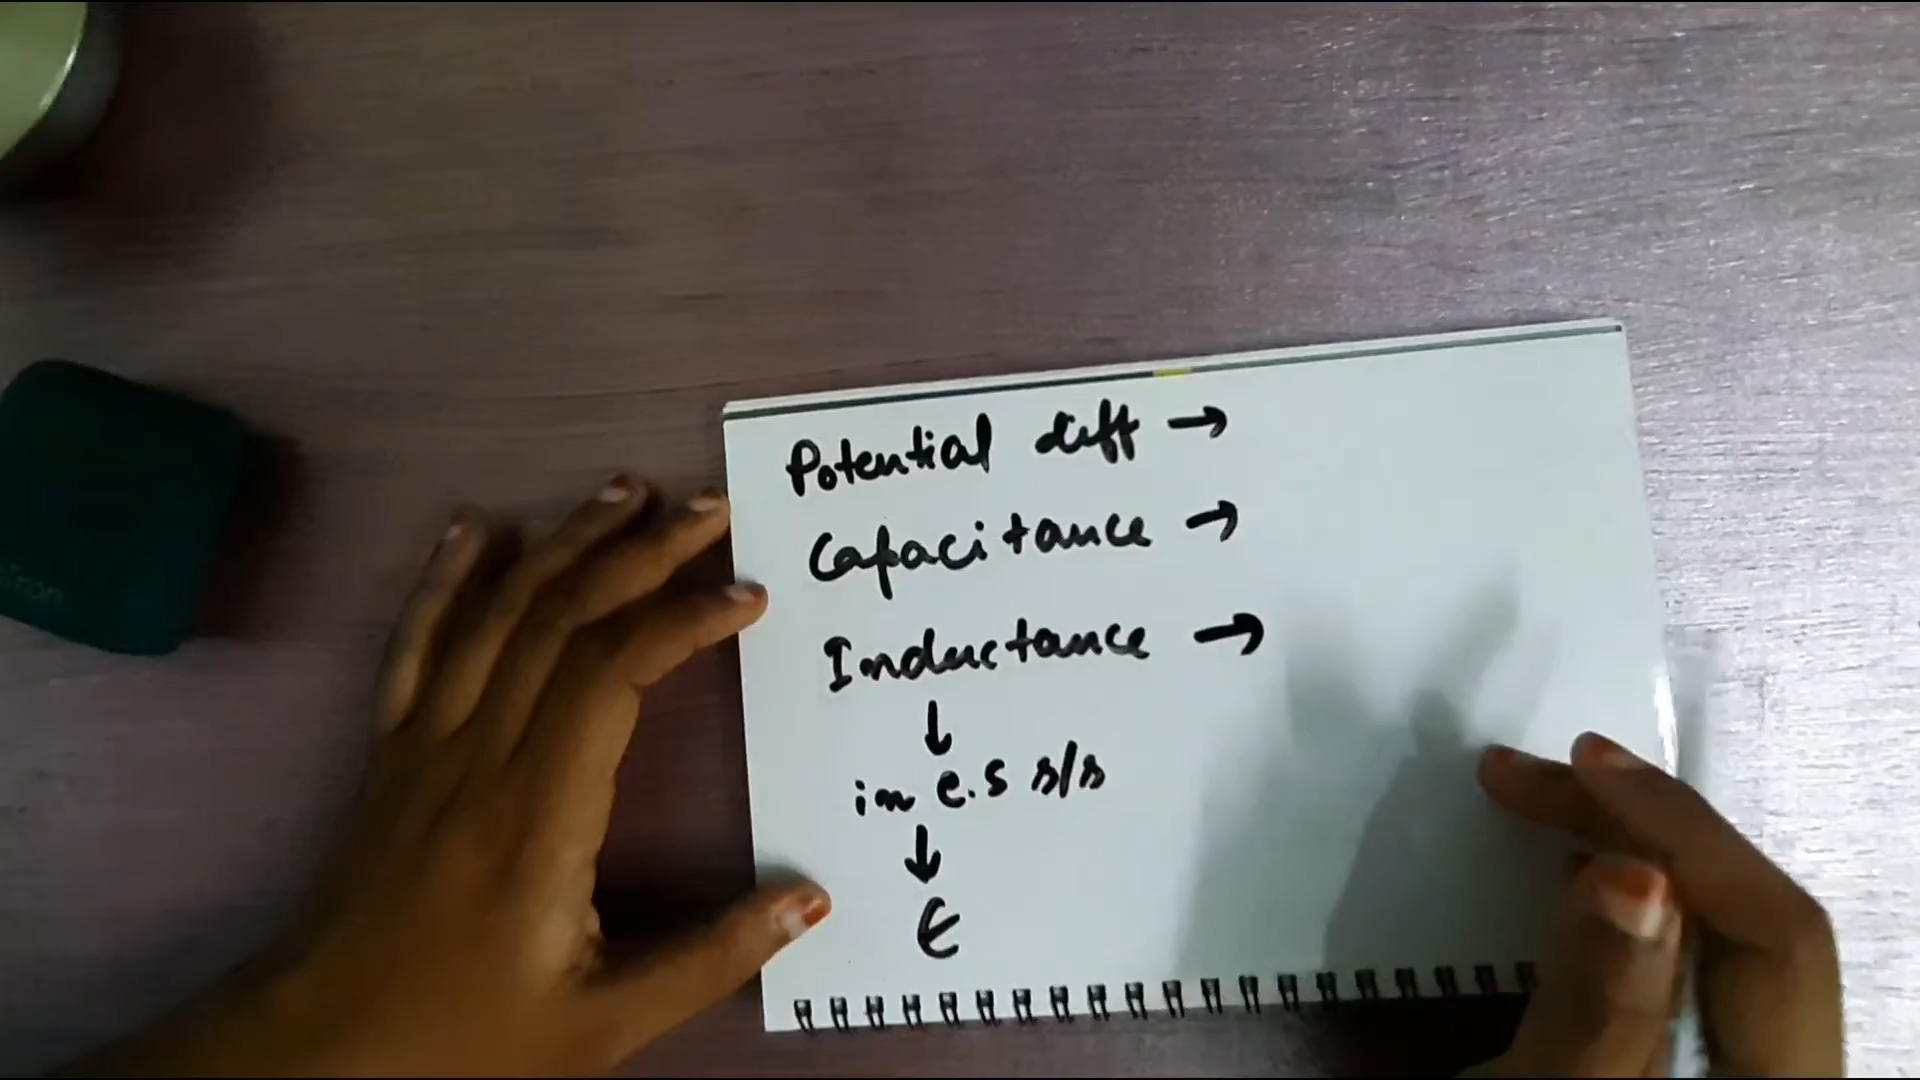 Potential diff →
Capacitance →
Inductance →
↓
in e.s s/s
↓
ϵ